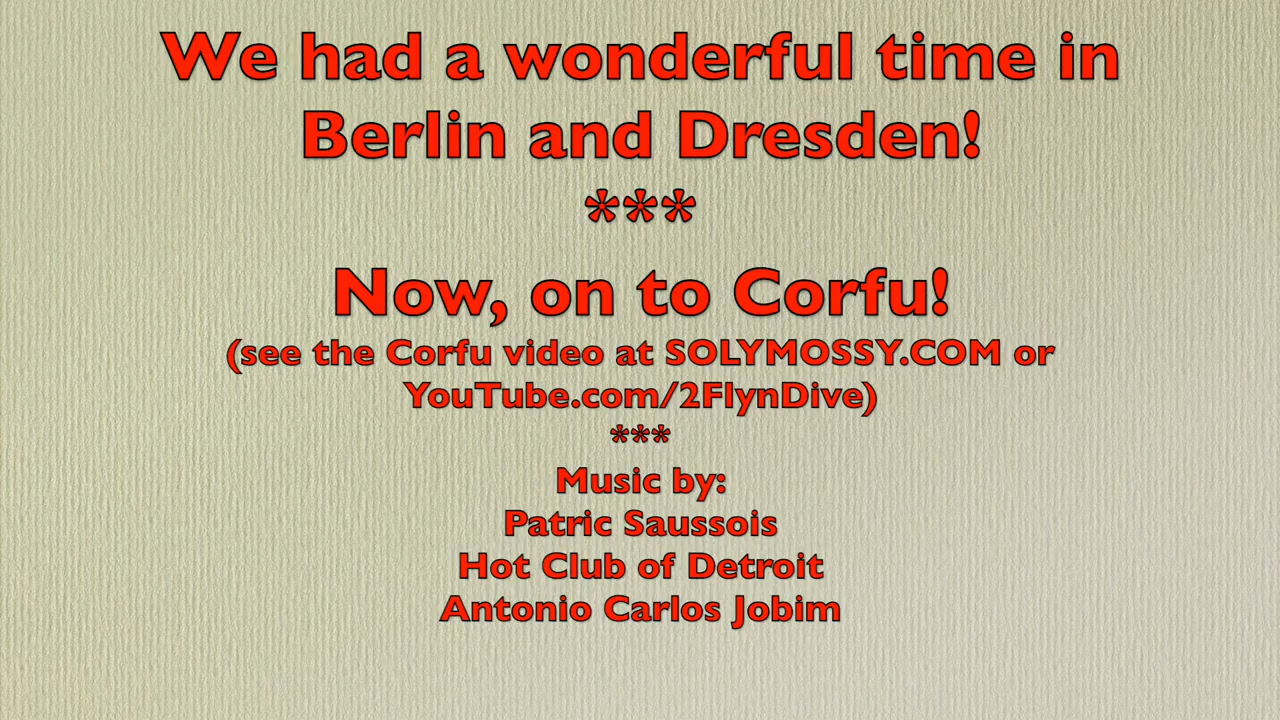 We had a wonderful time in
Berlin and Dresden!
***
Now, on to Corfu!
(see the Corfu video at SOLYMOSSY.COM or
YouTube.com/2FlynDive)
***
Music by:
Patric Saussois
Hot Club of Detroit
Antonio Carlos Jobim